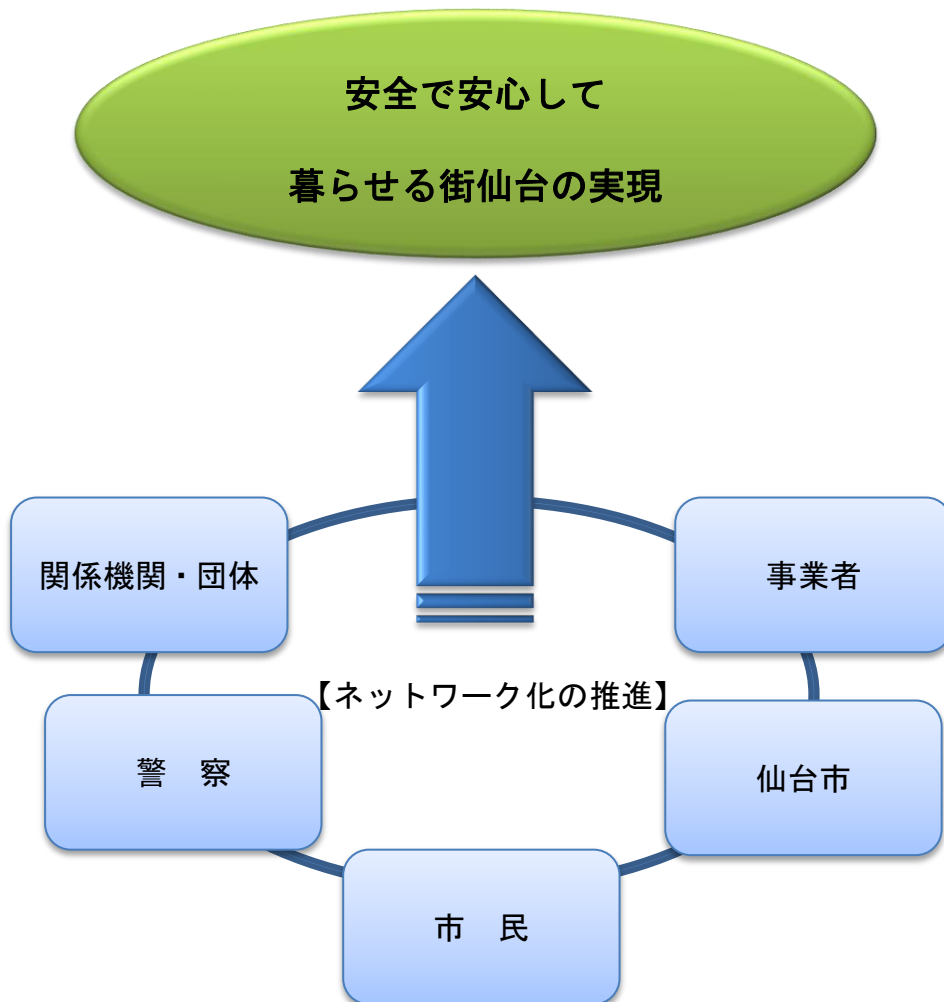 安全で安心して
暮らせる街仙台の実現
関係機関・団体
事業者
【ネットワーク化の推進】
警　察
仙台市
市　民